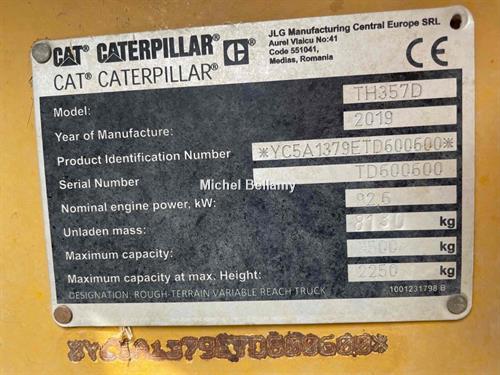 CAT® CATERPILLAR® C
CAT® CATERPILLAR®
JLG Manufacturing Central Europe SRL
Aurel Vlaicu No:41
Code 551041,
Medias, Romania
CE
Model: TH357D
Year of Manufacture: 2019
Product Identification Number *YC5A1379ETD600600*
Serial Number TD600600
Michel Bellamy
Nominal engine power, kW: 92.6
Unladen mass: 8130 kg
Maximum capacity: kg
Maximum capacity at max. Height: 2250 kg
DESIGNATION: ROUGH-TERRAIN VARIABLE REACH TRUCK 1001231798 B
*YC5A1379ETD600600*